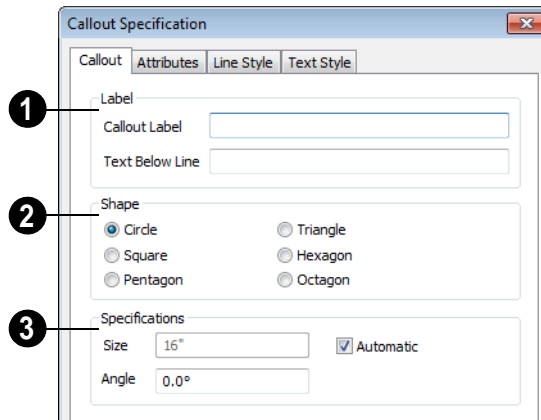 Callout Specification
Callout Attributes Line Style Text Style
1
Label
Callout Label
Text Below Line
2
Shape
Circle Triangle
Square Hexagon
Pentagon Octagon
3
Specifications
Size 16" Automatic
Angle 0.0°